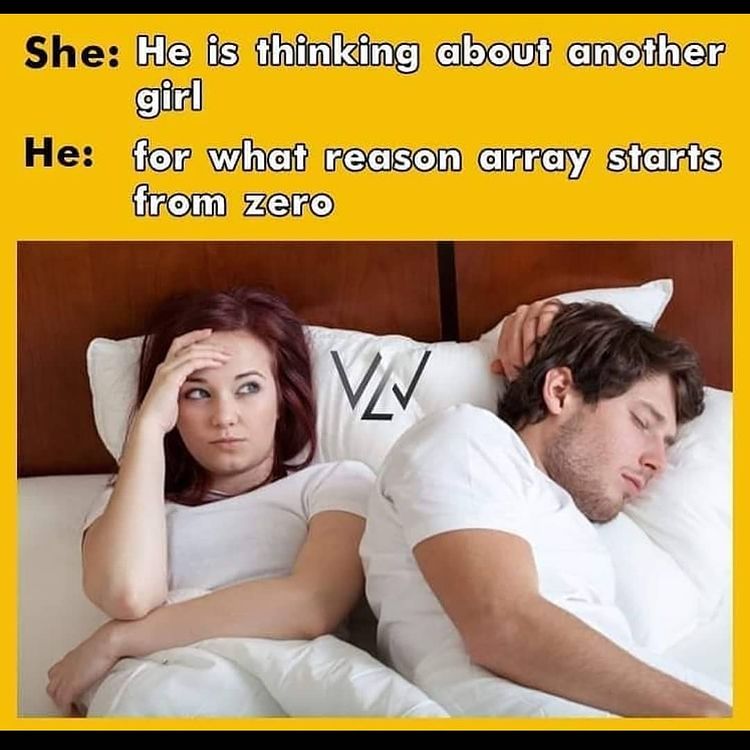 She: He is thinking about another
girl
He: for what reason array starts
from zero